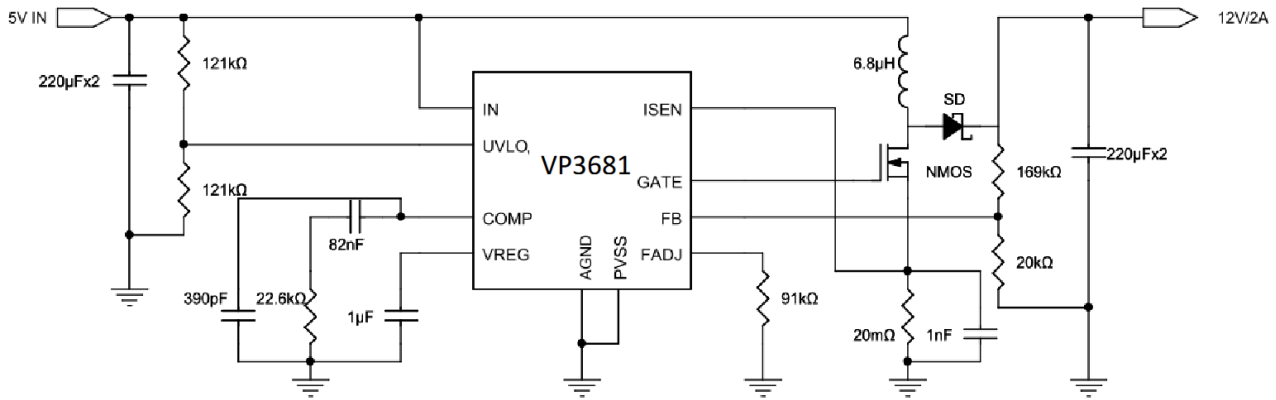 5V IN
12V/2A
121kΩ
6.8µH
220µFx2
SD
IN
ISEN
UVLO,
VP3681
NMOS
169kΩ
220µFx2
121kΩ
GATE
COMP
FB
82nF
VREG
AGND
PVSS
FADJ
20kΩ
390pF
22.6kΩ
1µF
91kΩ
20mΩ
1nF